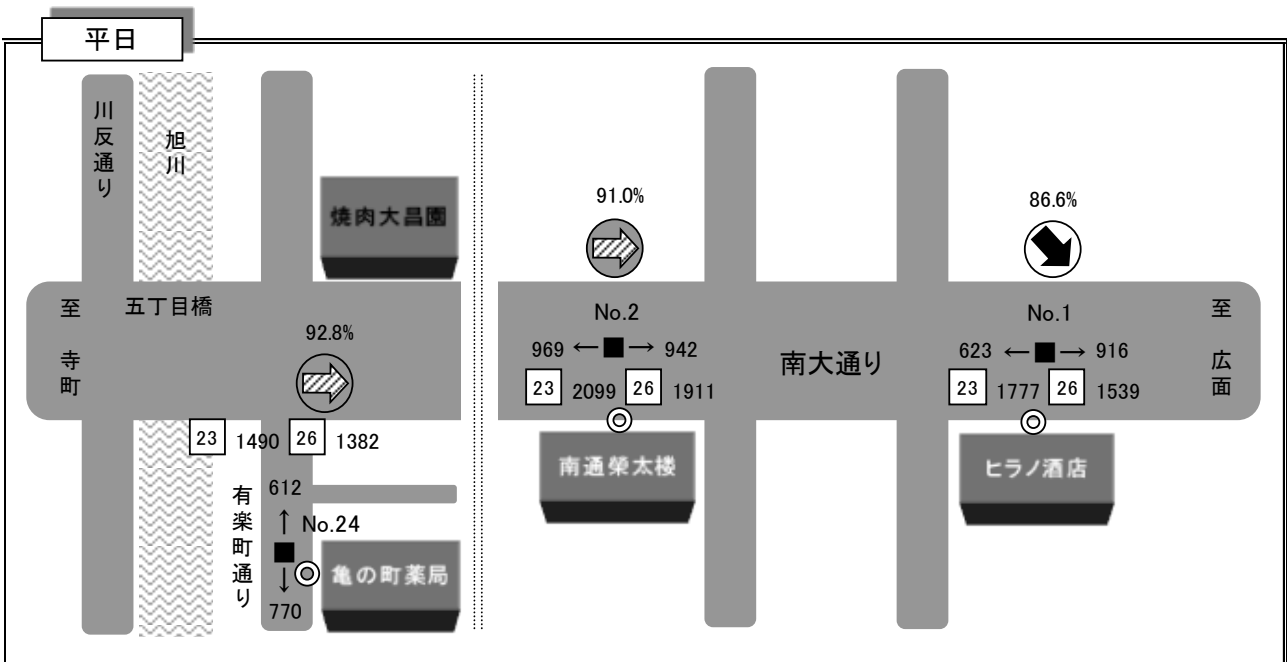 平日
川反通り
旭川
焼肉大昌園
91.0%
86.6%
至 寺町
五丁目橋
92.8%
No.2
969 ←■→ 942
23 2099 26 1911
南大通り
No.1
623 ←■→ 916
23 1777 26 1539
至 広面
23 1490 26 1382
南通榮太楼
ヒラノ酒店
有楽町通り
612
↑ No.24
■
↓
770
亀の町薬局